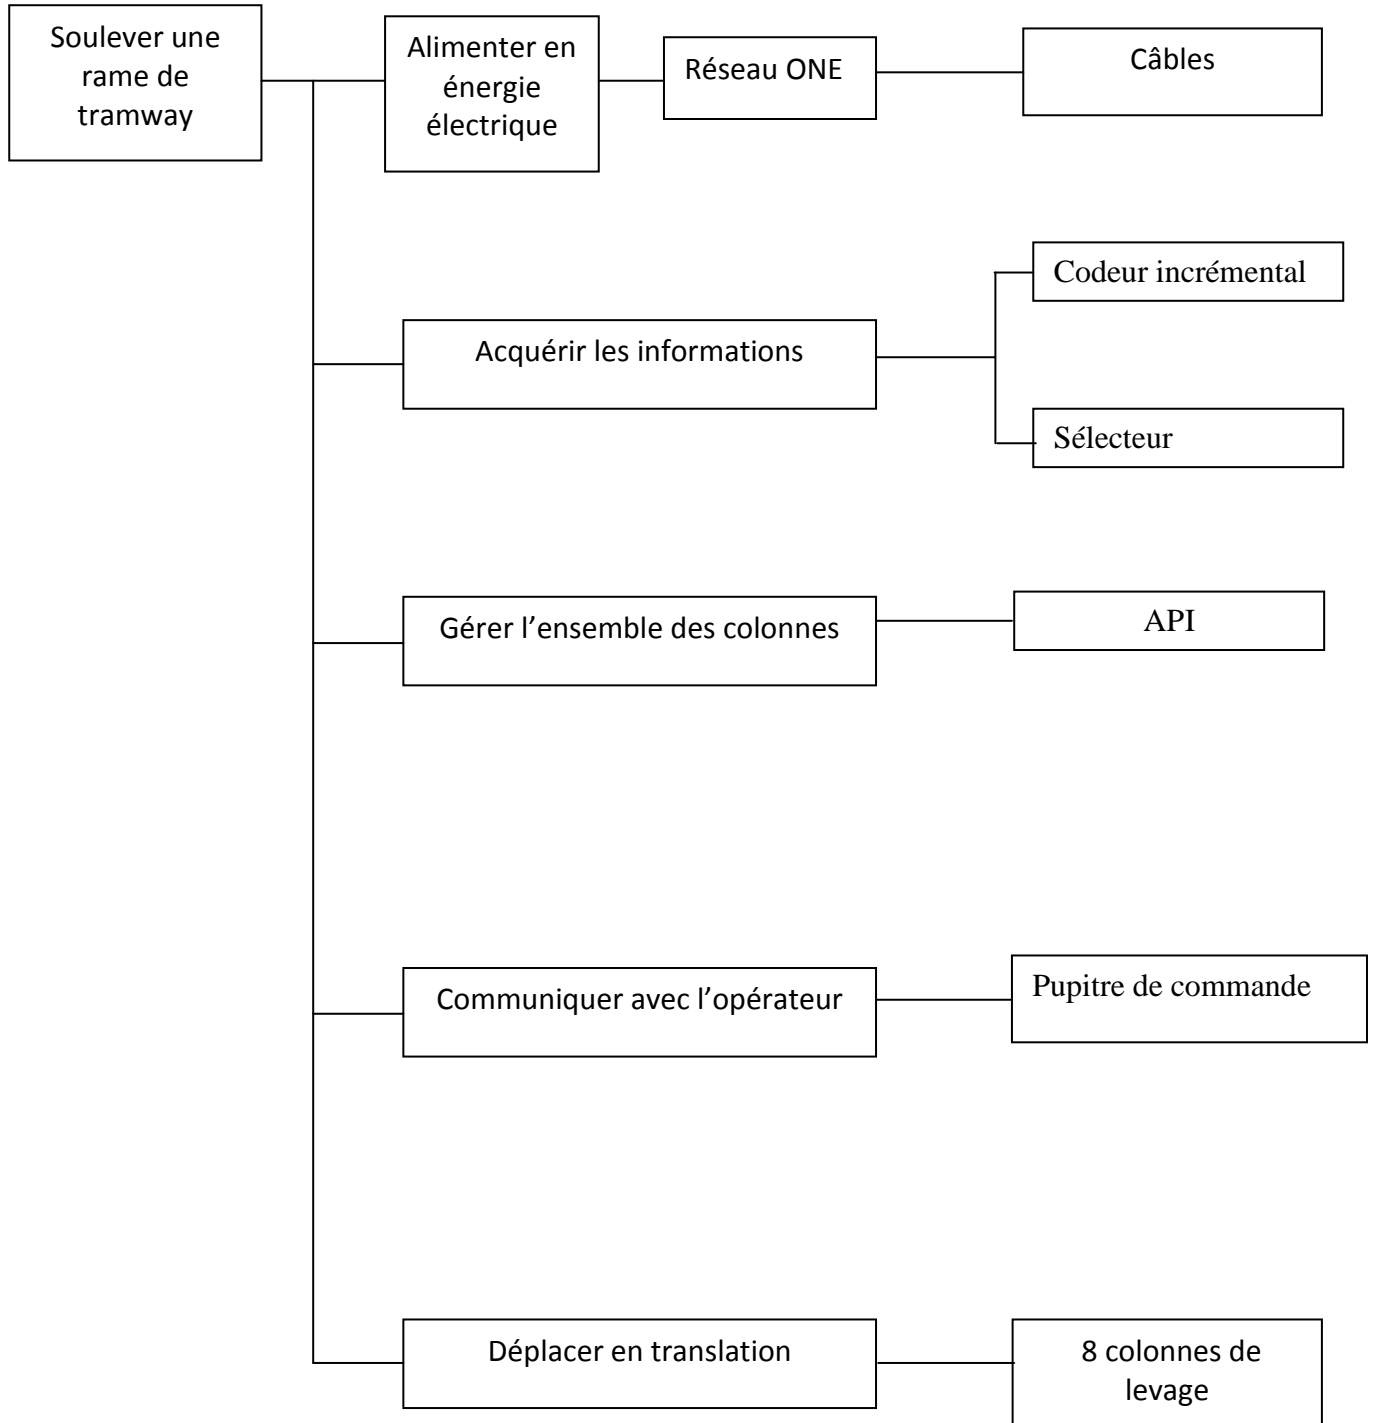 Soulever une
rame de
tramway
Alimenter en
énergie
électrique
Réseau ONE
Câbles
Codeur incrémental
Acquérir les informations
Sélecteur
Gérer l’ensemble des colonnes
API
Communiquer avec l’opérateur
Pupitre de commande
Déplacer en translation
8 colonnes de
levage